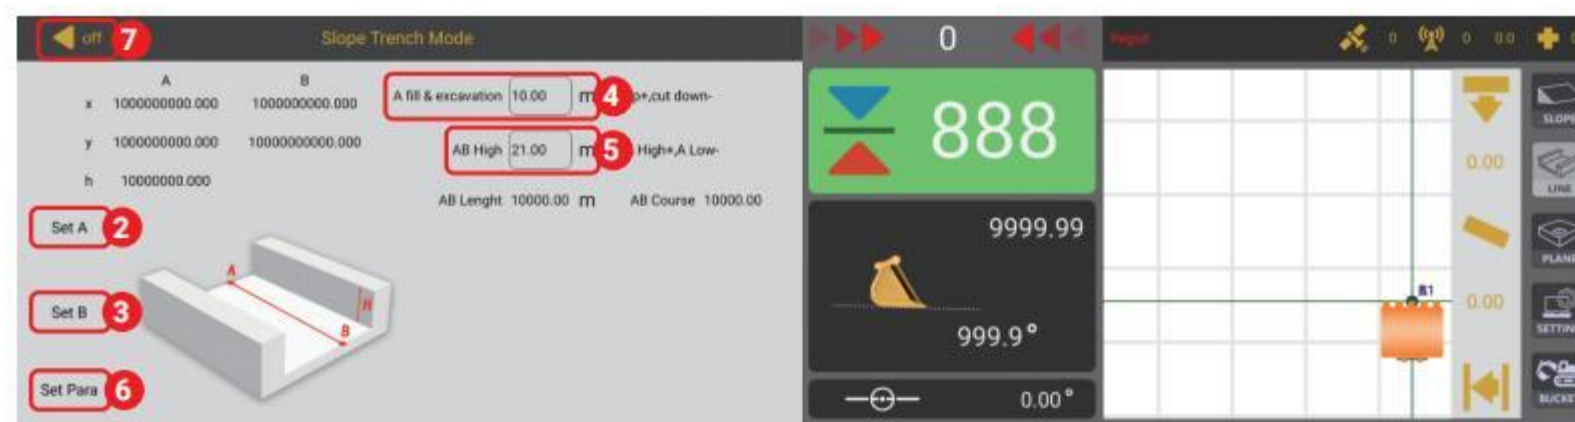 off 7
Slope Trench Mode
A B
x 1000000000.000 1000000000.000
y 1000000000.000 10000000000.000
h 10000000.000
A fill & excavation 10.00 m 4 p+,cut down-
AB High 21.00 m 5 High+,A Low-
AB Lenght 10000.00 m AB Course 10000.00
Set A 2
Set B 3
Set Para 6
A
B
H
0
888
9999.99
999.9°
0.00°
0 0 0.0
0.00
0.00
1
SLOPE
LINE
PLANE
SETTING
BUCKET